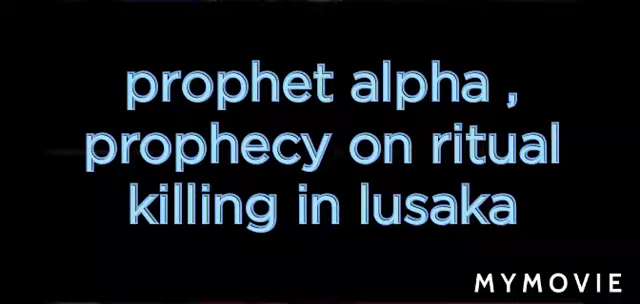 prophet alpha ,
prophecy on ritual
killing in lusaka
MYMOVIE